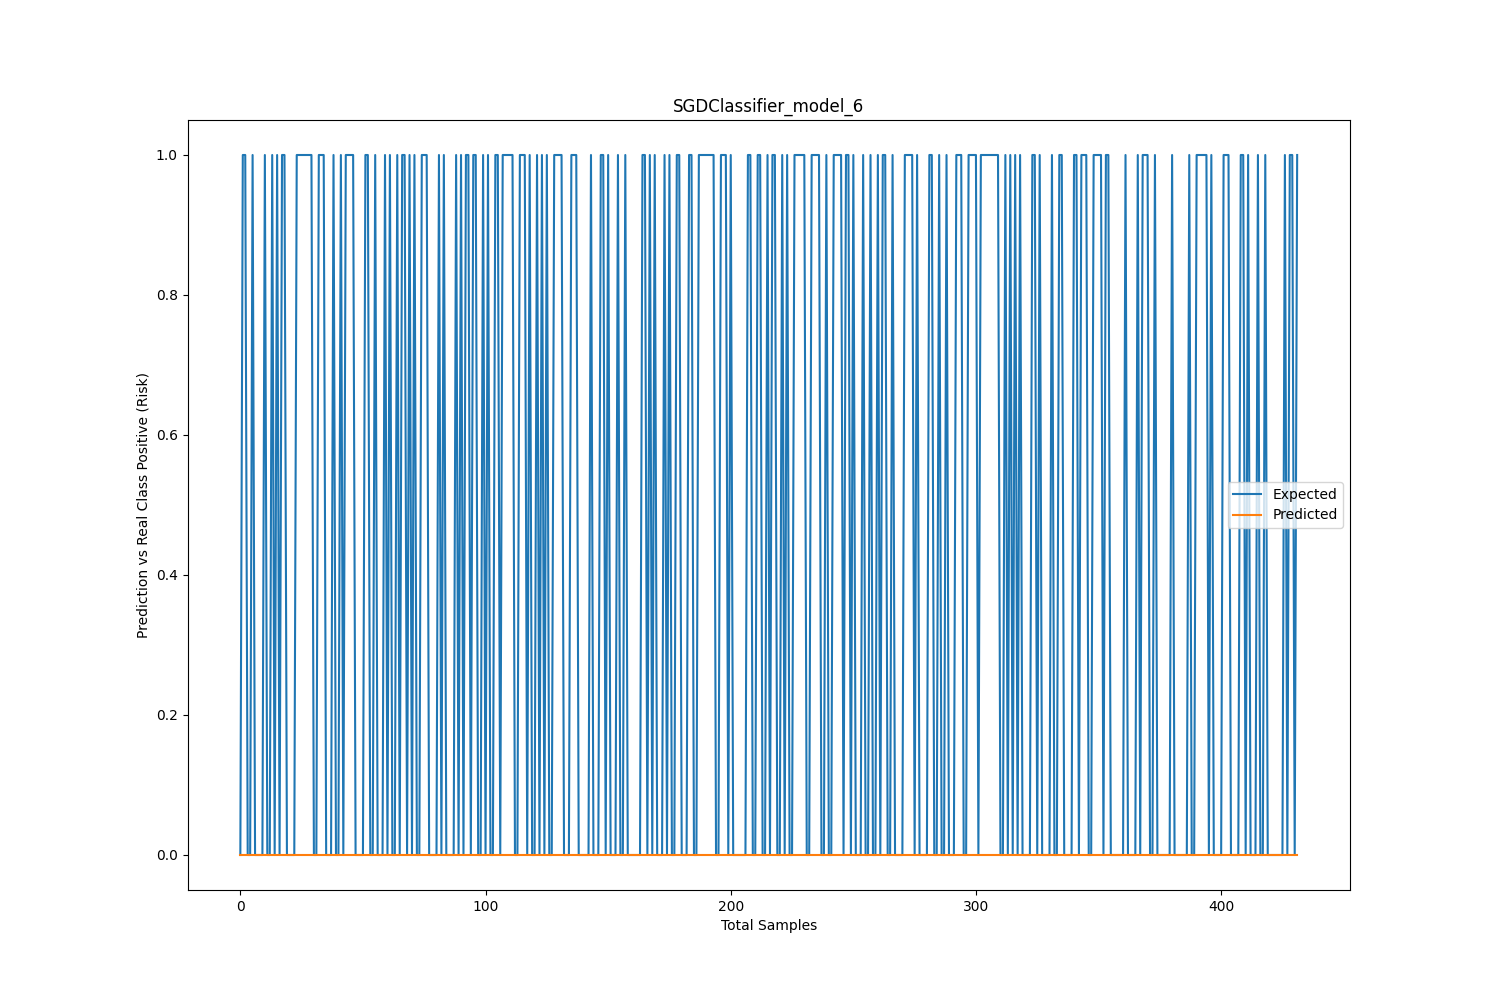 SGDClassifier_model_6
1.0
0.8
0.6
0.4
0.2
0.0
Prediction vs Real Class Positive (Risk)
Expected
Predicted
0 100 200 300 400
Total Samples